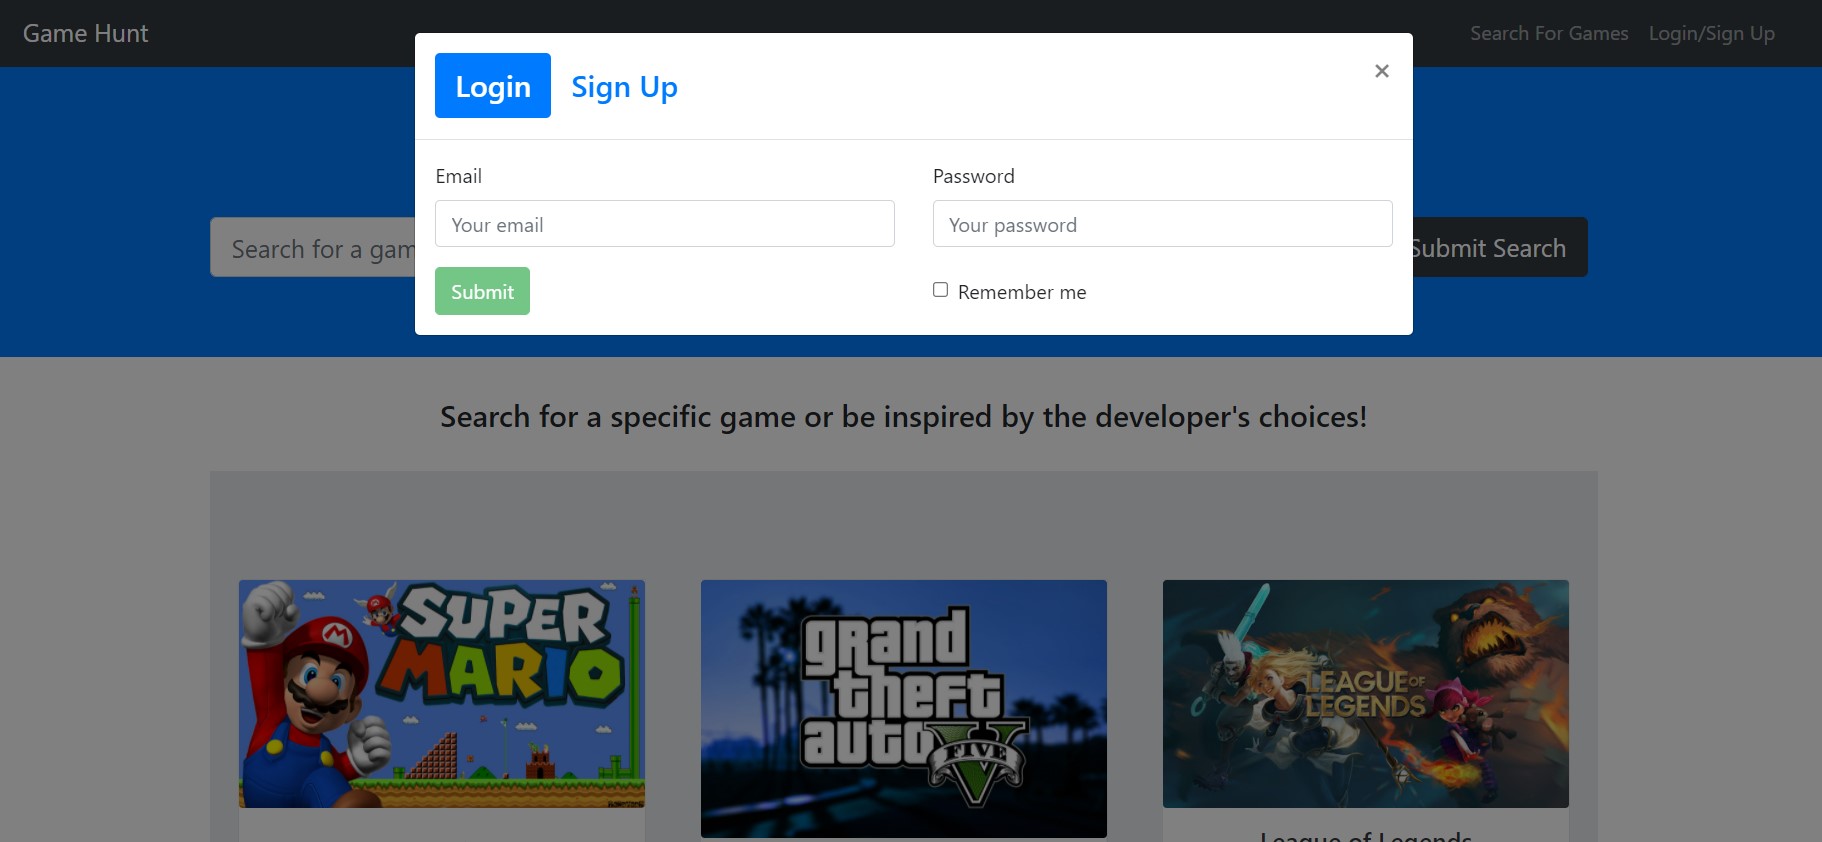 Game Hunt
Search For Games Login/Sign Up
Login Sign Up ×
Email Password
Your email Your password
Submit Remember me
Search for a gam Submit Search
Search for a specific game or be inspired by the developer's choices!
SUPER
MARIO
grand
theft
auto
FIVE
V
LEAGUE OF
LEGENDS
League of Legends